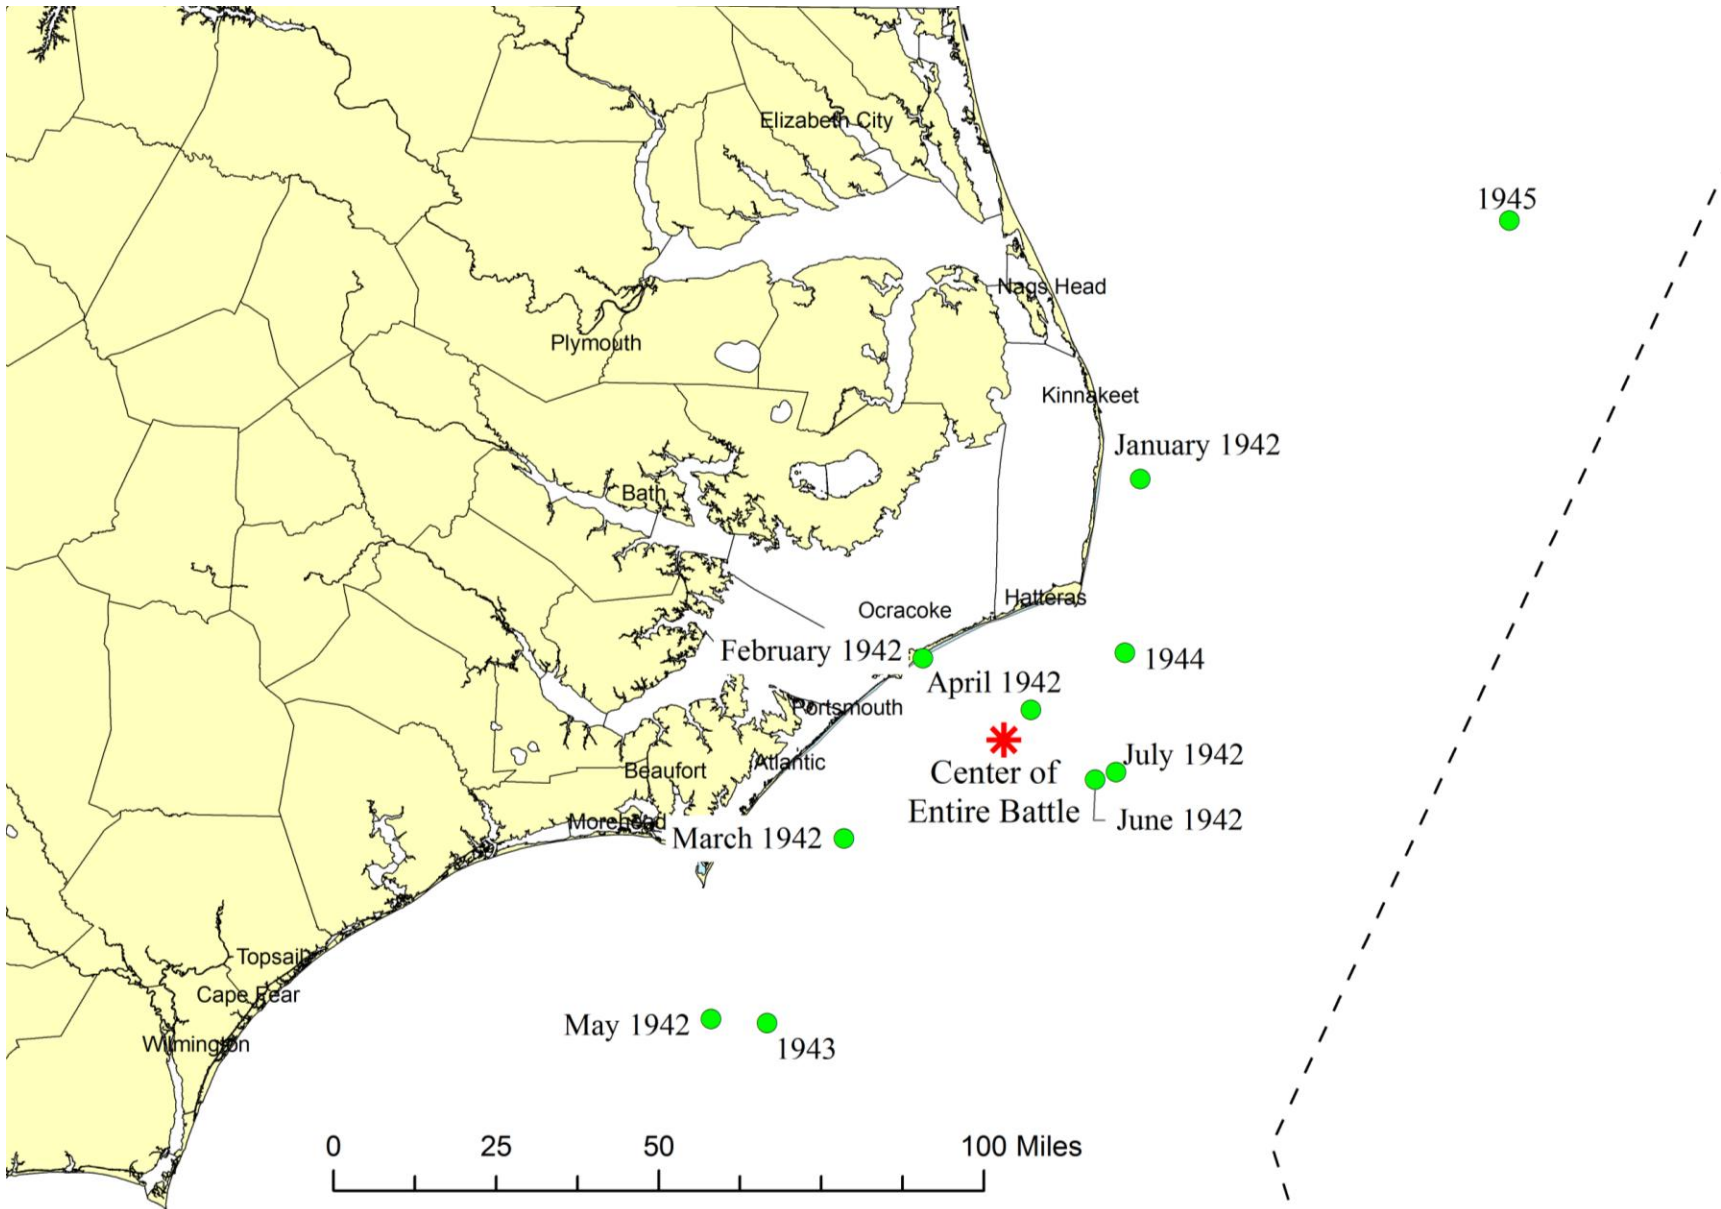 Elizabeth City
1945
Nags Head
Plymouth
Kinnakeet
January 1942
Bath
Hatteras
Ocracoke
February 1942
1944
April 1942
Portsmouth
July 1942
Atlantic
Beaufort
Center of
Entire Battle
June 1942
Morehead
March 1942
Topsail
Cape Fear
May 1942
Wilmington
1943
0 25 50 100 Miles